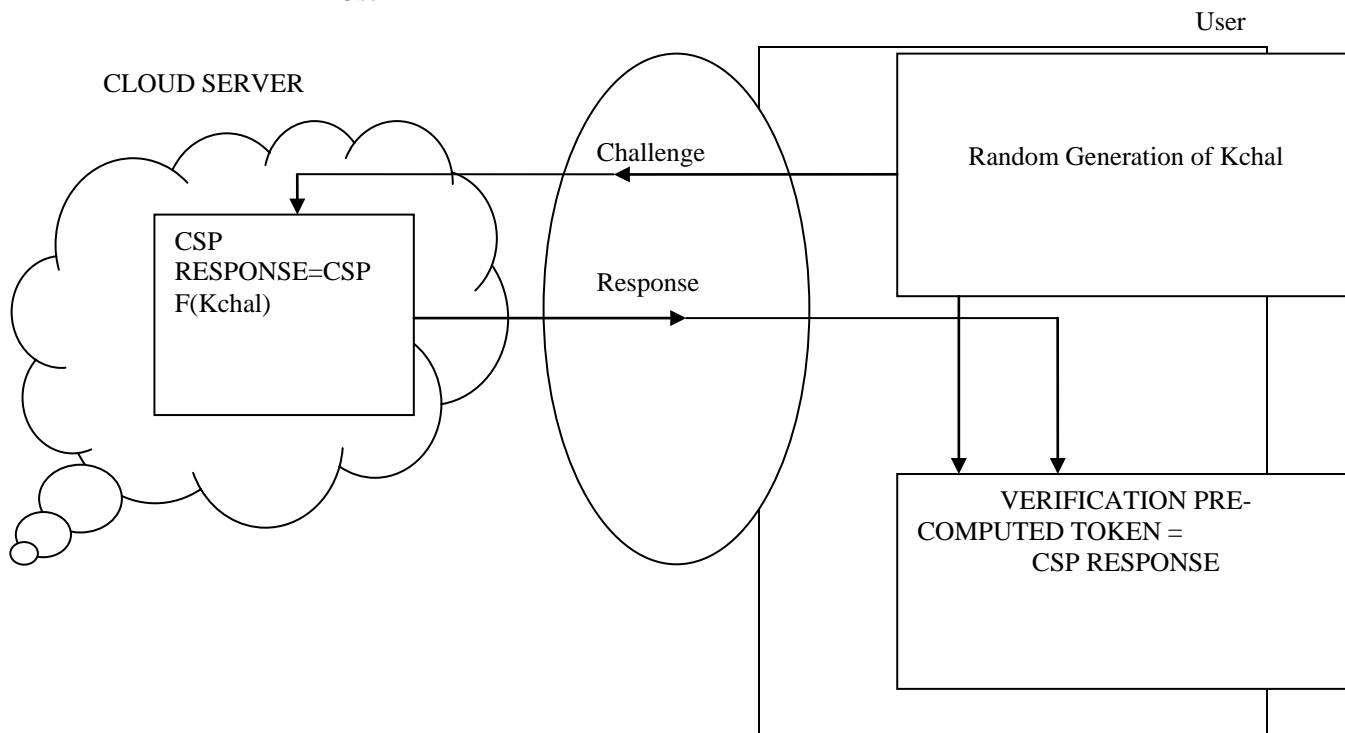 User
CLOUD SERVER
Challenge
Random Generation of Kchal
CSP
RESPONSE=CSP
F(Kchal)
Response
VERIFICATION PRE-
COMPUTED TOKEN =
CSP RESPONSE